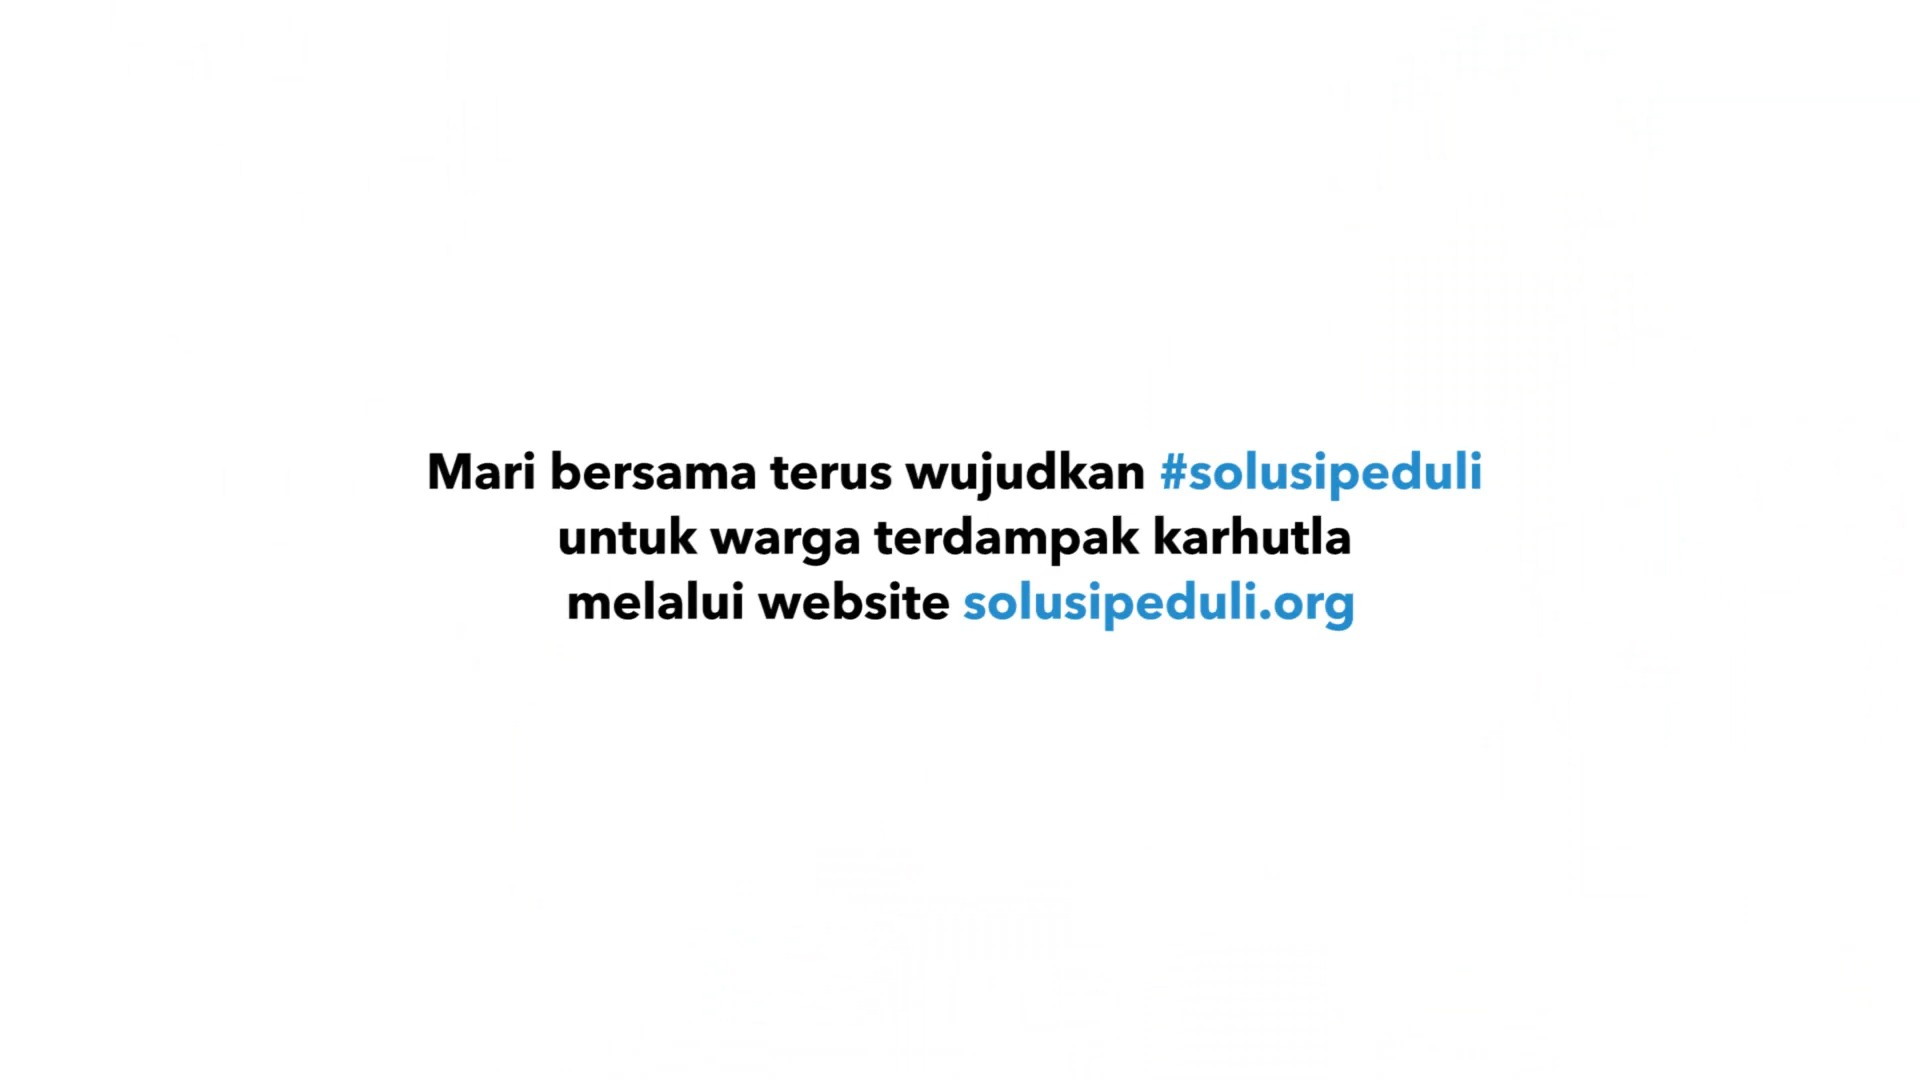 Mari bersama terus wujudkan #solusipeduli
untuk warga terdampak karhutla
melalui website solusipeduli.org